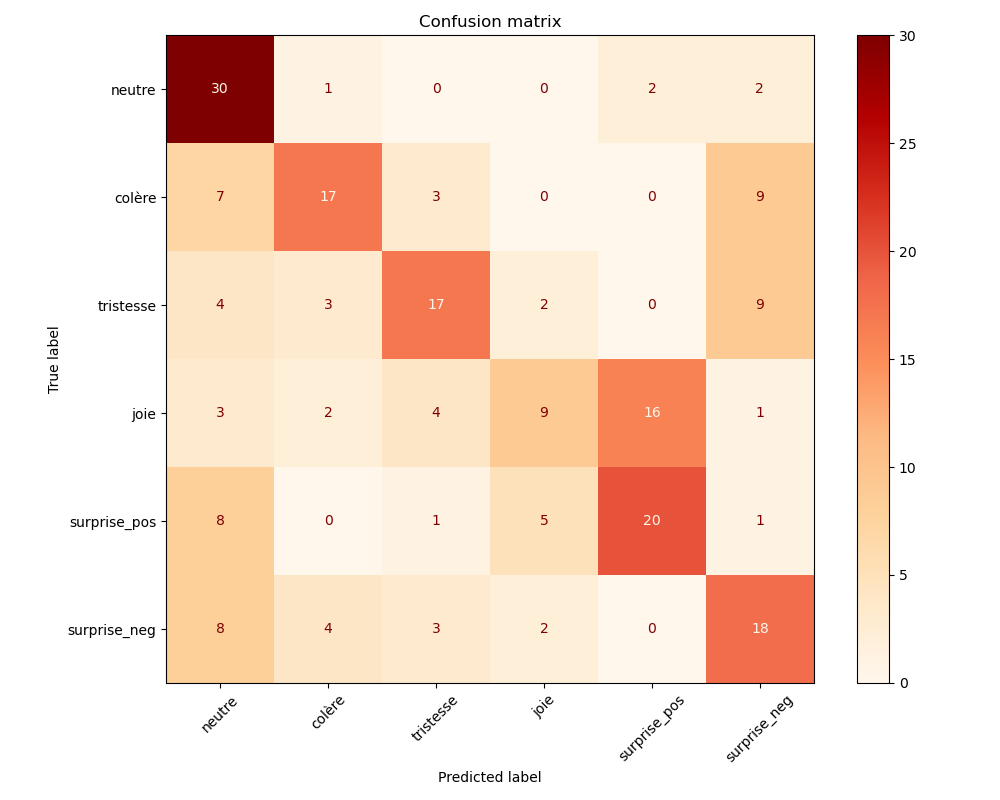 Confusion matrix
neutre 30 1 0 0 2 2
colère 7 17 3 0 0 9
tristesse 4 3 17 2 0 9
joie 3 2 4 9 16 1
surprise_pos 8 0 1 5 20 1
surprise_neg 8 4 3 2 0 18
True label
neutre colère tristesse joie surprise_pos surprise_neg
Predicted label
30
25
20
15
10
5
0